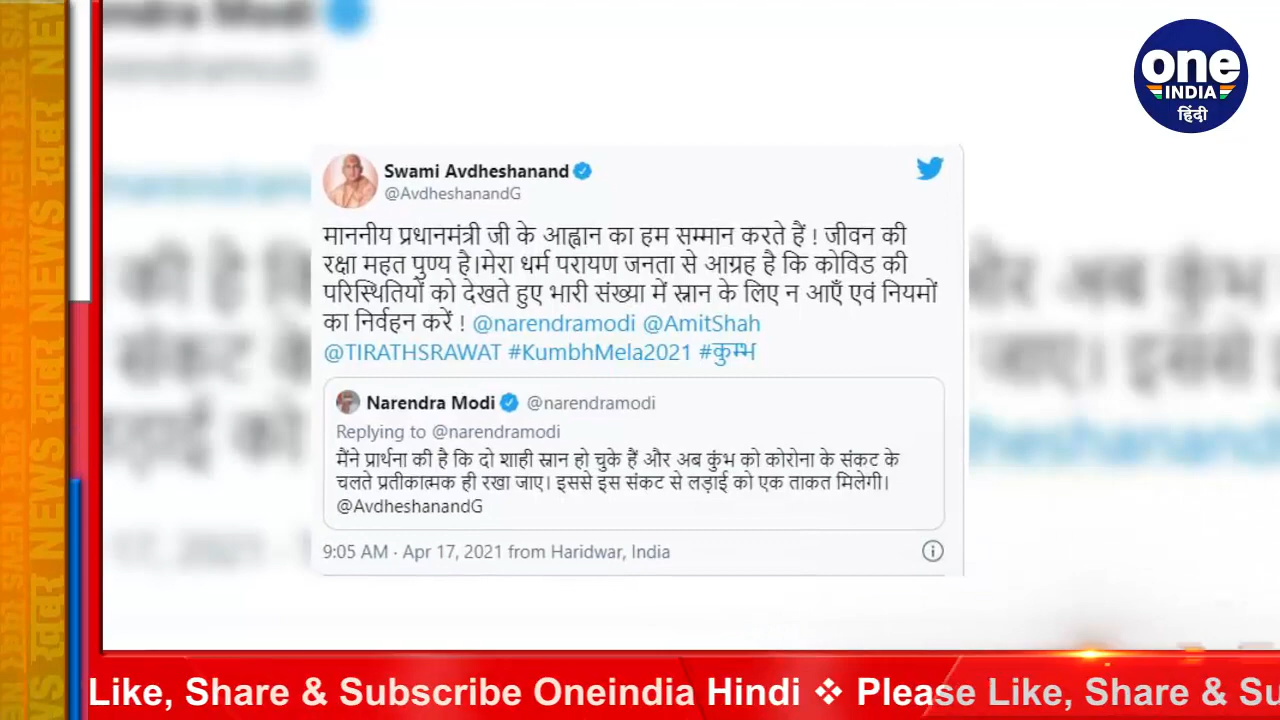 one
INDIA
हिंदी
Swami Avdheshanand
@AvdheshanandG
माननीय प्रधानमंत्री जी के आह्वान का हम सम्मान करते हैं ! जीवन की
रक्षा महत पुण्य है।मेरा धर्म परायण जनता से आग्रह है कि कोविड की
परिस्थितियों को देखते हुए भारी संख्या में स्नान के लिए न आएँ एवं नियमों
का निर्वहन करें ! @narendramodi @AmitShah
@TIRATHSRAWAT #KumbhMela2021 #कुम्भ
Narendra Modi @narendramodi
Replying to @narendramodi
मैंने प्रार्थना की है कि दो शाही स्नान हो चुके हैं और अब कुंभ को कोरोना के संकट के
चलते प्रतीकात्मक ही रखा जाए। इससे इस संकट से लड़ाई को एक ताकत मिलेगी।
@AvdheshanandG
9:05 AM · Apr 17, 2021 from Haridwar, India
Like, Share & Subscribe Oneindia Hindi ❖ Please Like, Share & Su
NEWS खबर NEWS